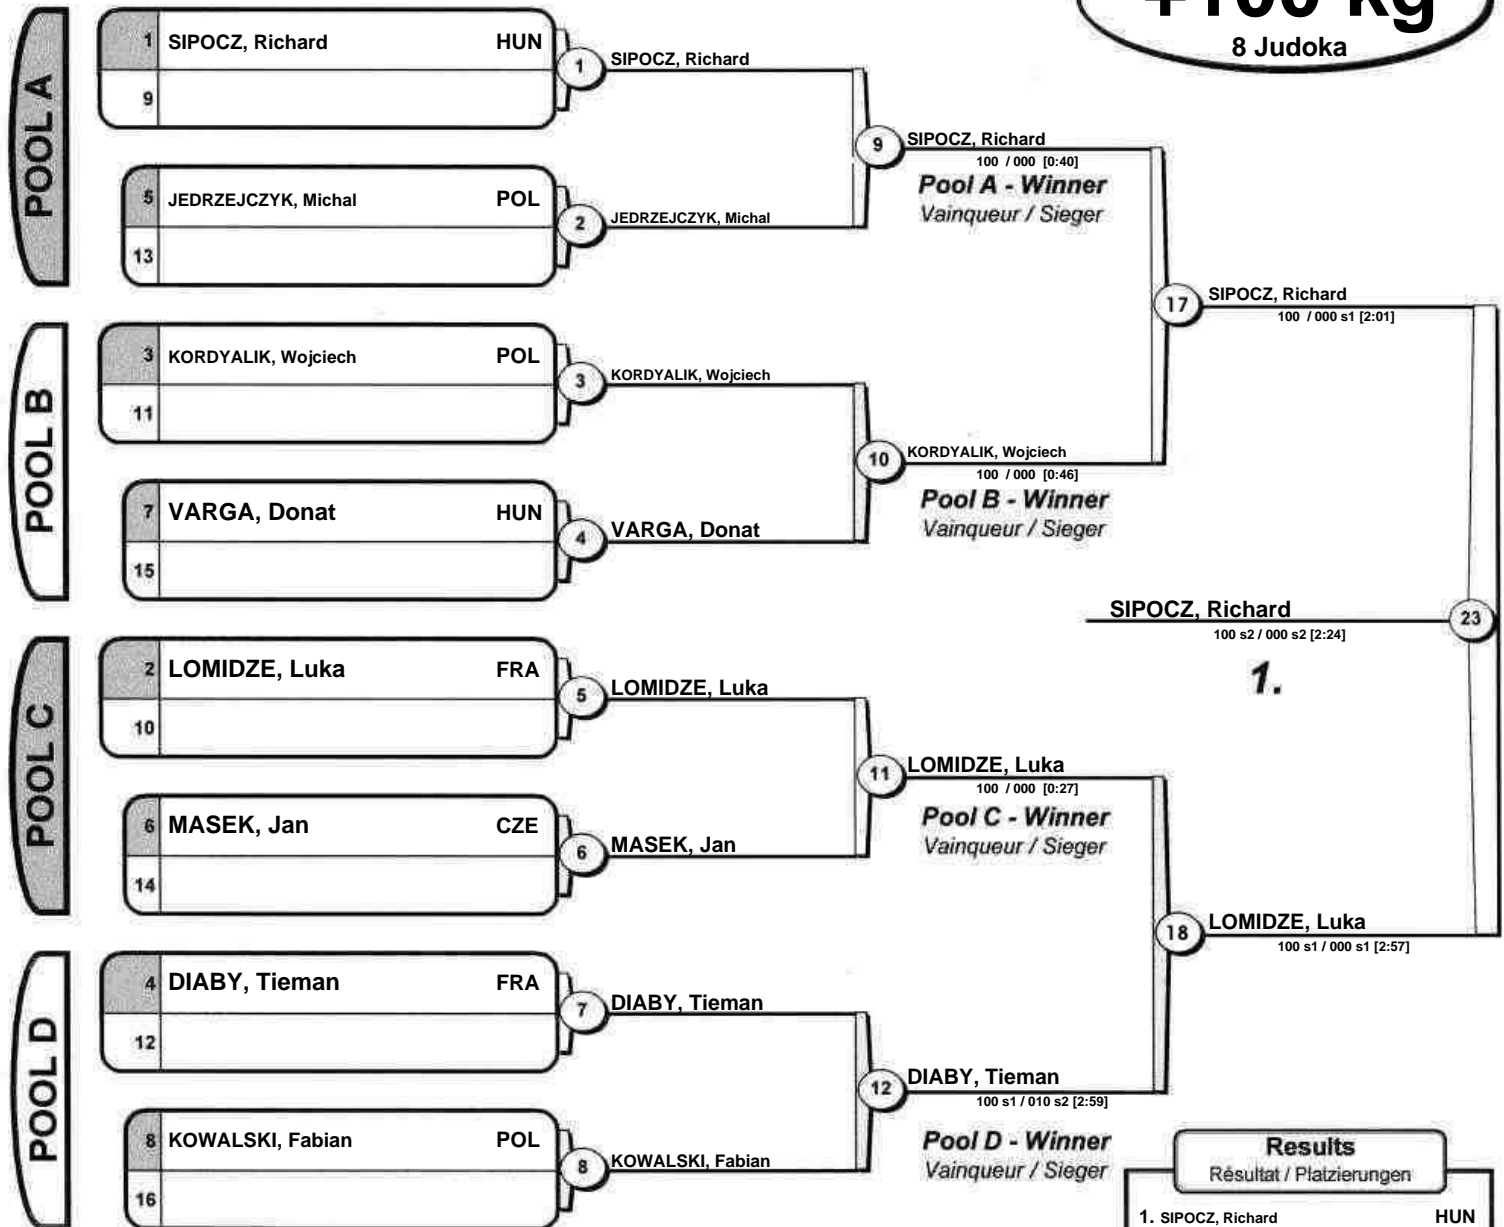 +100 kg
8 Judoka
POOL A
1 SIPOCZ, Richard HUN
9
1 SIPOCZ, Richard
5 JEDRZEJCZYK, Michal POL
13
2 JEDRZEJCZYK, Michal
9 SIPOCZ, Richard
100 / 000 [0:40]
Pool A - Winner
Vainqueur / Sieger
POOL B
3 KORDYALIK, Wojciech POL
11
3 KORDYALIK, Wojciech
7 VARGA, Donat HUN
15
4 VARGA, Donat
10 KORDYALIK, Wojciech
100 / 000 [0:46]
Pool B - Winner
Vainqueur / Sieger
17 SIPOCZ, Richard
100 / 000 s1 [2:01]
SIPOCZ, Richard 23
100 s2 / 000 s2 [2:24]
1.
POOL C
2 LOMIDZE, Luka FRA
10
5 LOMIDZE, Luka
6 MASEK, Jan CZE
14
6 MASEK, Jan
11 LOMIDZE, Luka
100 / 000 [0:27]
Pool C - Winner
Vainqueur / Sieger
18 LOMIDZE, Luka
100 s1 / 000 s1 [2:57]
POOL D
4 DIABY, Tieman FRA
12
7 DIABY, Tieman
8 KOWALSKI, Fabian POL
16
8 KOWALSKI, Fabian
12 DIABY, Tieman
100 s1 / 010 s2 [2:59]
Pool D - Winner
Vainqueur / Sieger
Results
Résultat / Platzierungen
1. SIPOCZ, Richard HUN